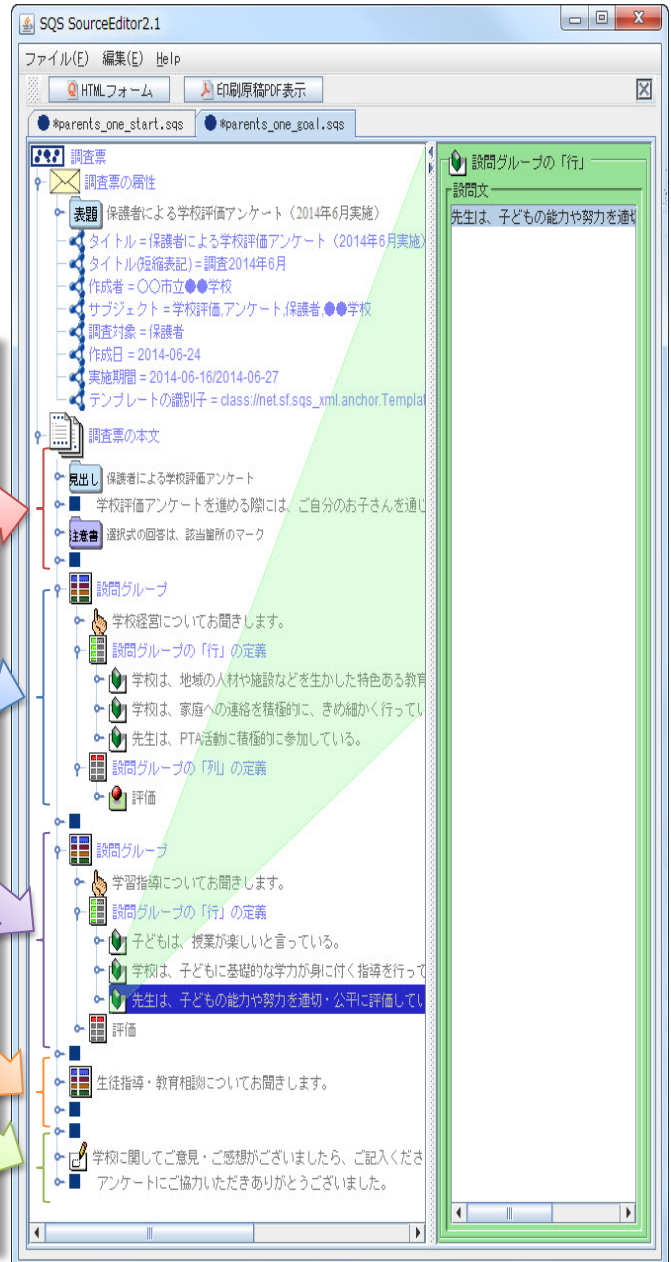 SQS SourceEditor2.1
ファイル(F) 編集(E) Help
HTMLフォーム 印刷原稿PDF表示
*parents_one_start.sqs *parents_one_goal.sqs
調査票
調査票の属性
表題 保護者による学校評価アンケート（2014年6月実施）
タイトル = 保護者による学校評価アンケート（2014年6月実施）
タイトル(短縮表記) = 調査2014年6月
作成者 = 〇〇市立●●学校
サブジェクト = 学校評価,アンケート,保護者,●●学校
調査対象 = 保護者
作成日 = 2014-06-24
実施期間 = 2014-06-16/2014-06-27
テンプレートの識別子 = class://net.sf.sqs_xml.anchor.Templat
調査票の本文
見出し 保護者による学校評価アンケート
学校評価アンケートを進める際には、ご自分のお子さんを通じ
注意書 選択式の回答は、該当箇所のマーク
設問グループ
学校経営についてお聞きします。
設問グループの「行」の定義
学校は、地域の人材や施設などを生かした特色ある教育
学校は、家庭への連絡を積極的に、きめ細かく行ってい
先生は、PTA活動に積極的に参加している。
設問グループの「列」の定義
評価
設問グループ
学習指導についてお聞きします。
設問グループの「行」の定義
子どもは、授業が楽しいと言っている。
学校は、子どもに基礎的な学力が身に付く指導を行って
先生は、子どもの能力や努力を適切・公平に評価してい
評価
生徒指導・教育相談についてお聞きします。
学校に関してご意見・ご感想がございましたら、ご記入くださ
アンケートにご協力いただきありがとうございました。
設問グループの「行」
設問文
先生は、子どもの能力や努力を適切